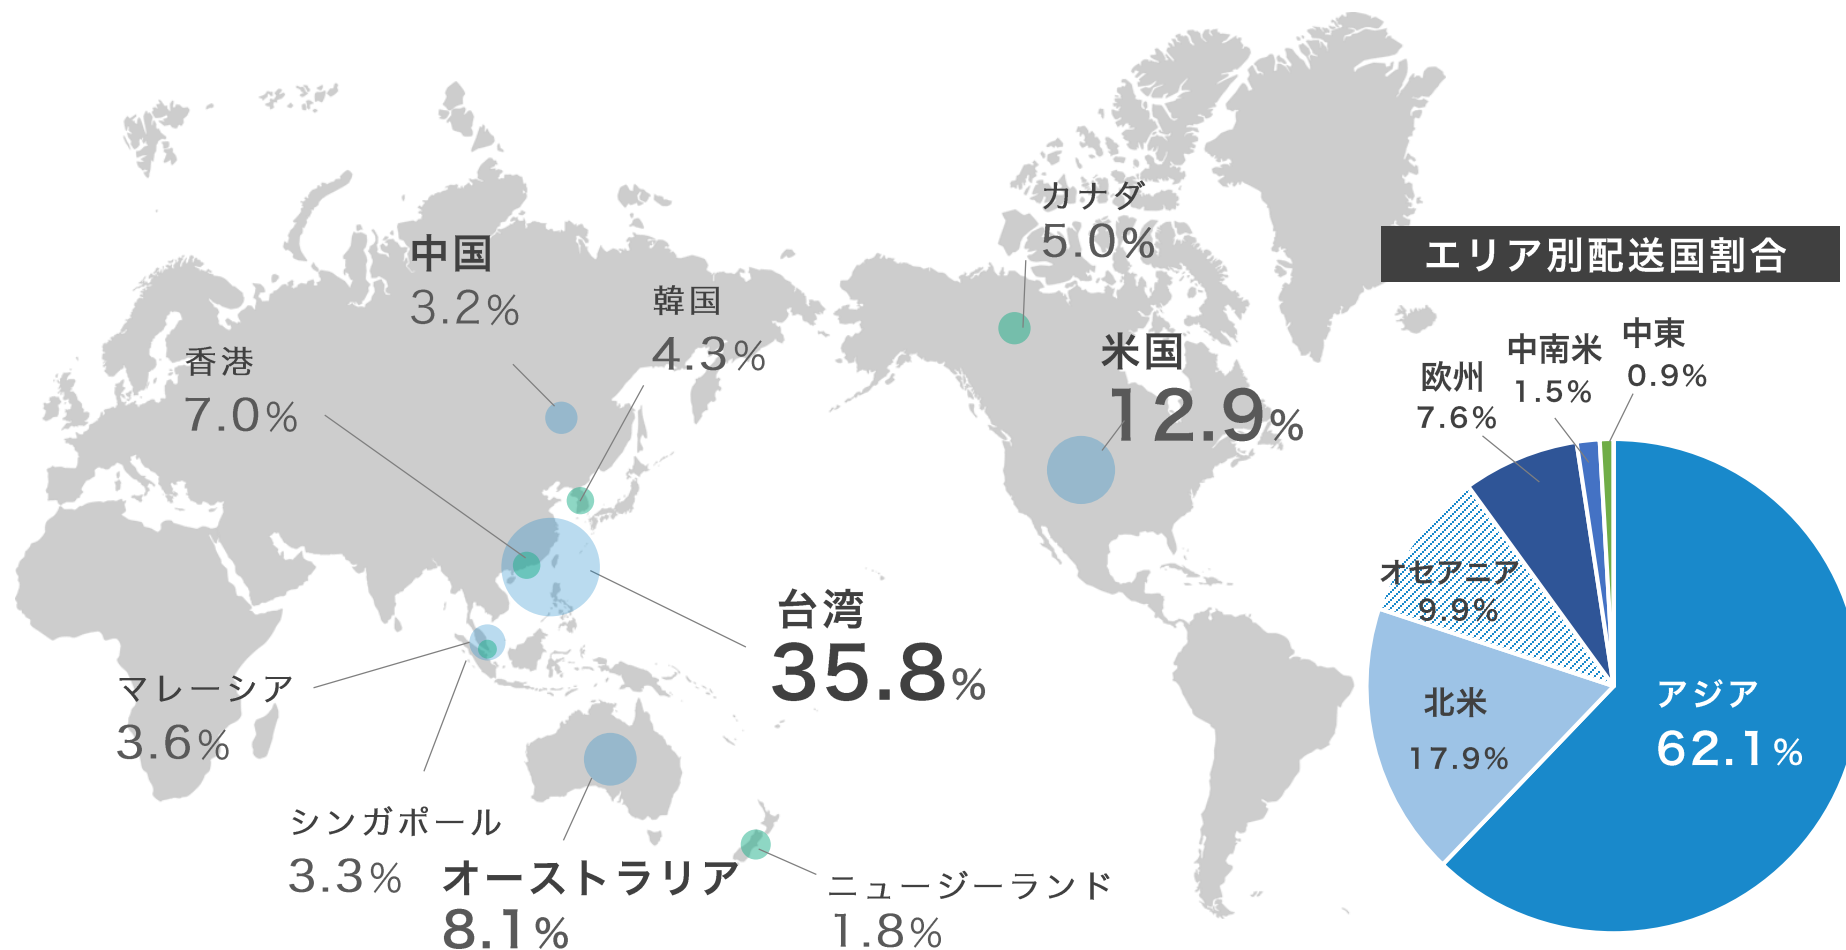 中国
3.2%
韓国
4.3%
香港
7.0%
カナダ
5.0%
米国
12.9%
台湾
35.8%
マレーシア
3.6%
シンガポール
3.3%
オーストラリア
8.1%
ニュージーランド
1.8%
エリア別配送国割合
中東
0.9%
中南米
1.5%
欧州
7.6%
オセアニア
9.9%
北米
17.9%
アジア
62.1%